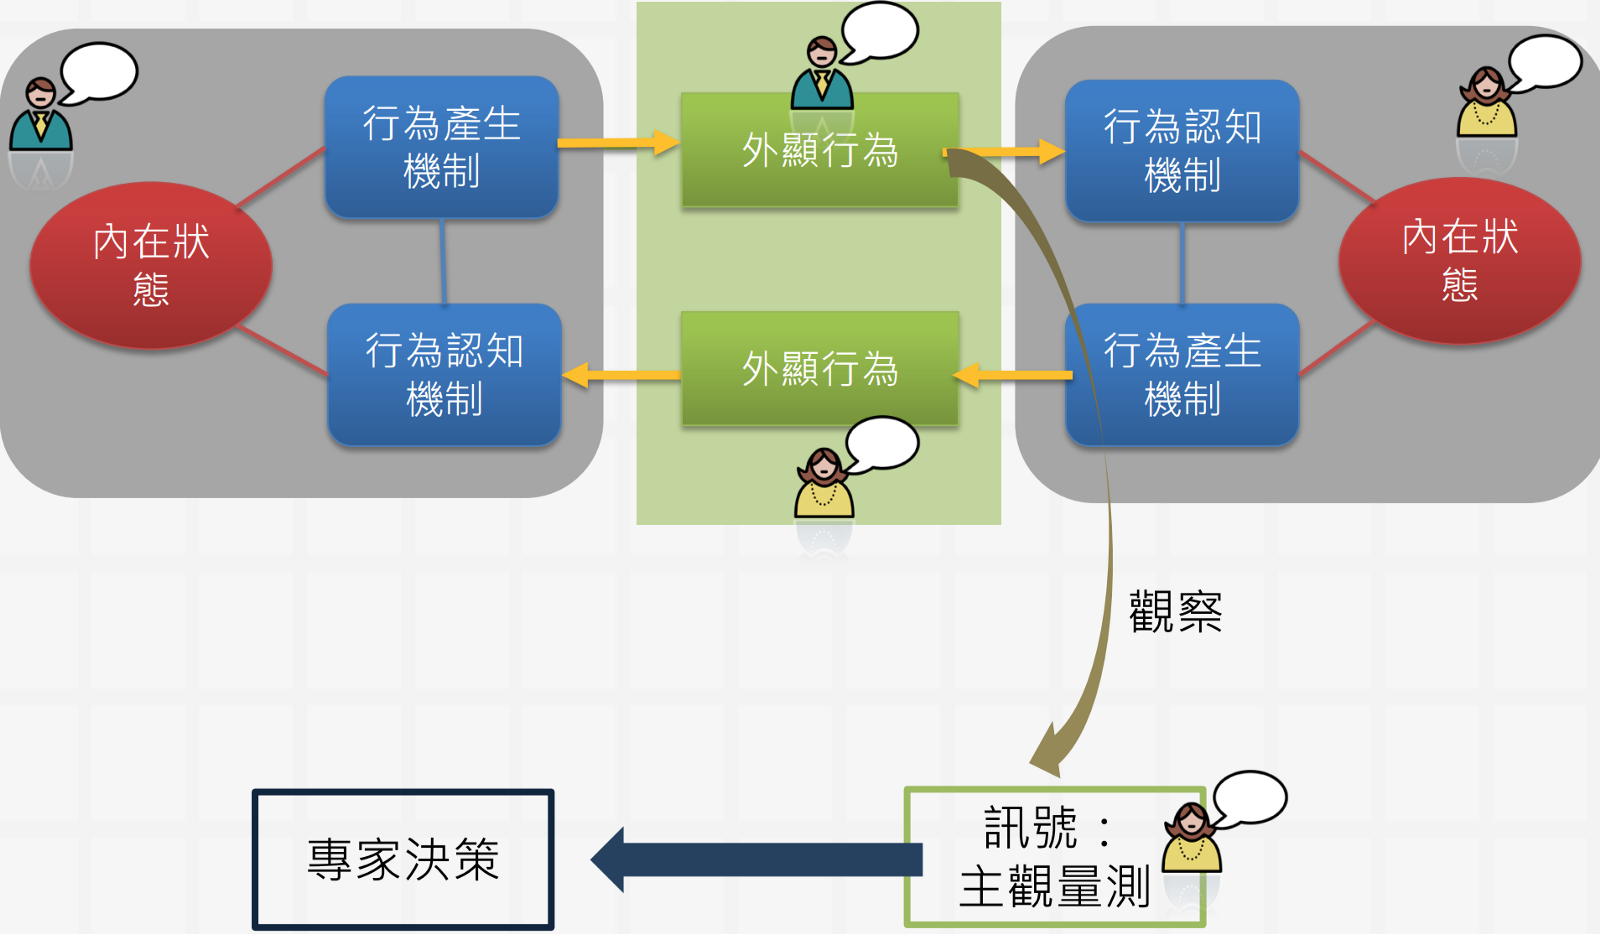 行為產生
機制
內在狀
態
行為認知
機制
外顯行為
外顯行為
行為認知
機制
內在狀
態
行為產生
機制
觀察
訊號：
主觀量測
專家決策